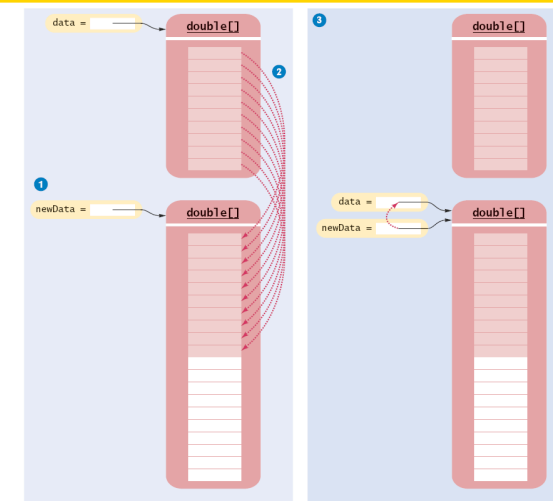 data =
double[]
2
1
newData =
double[]
3
double[]
data =
newData =
double[]